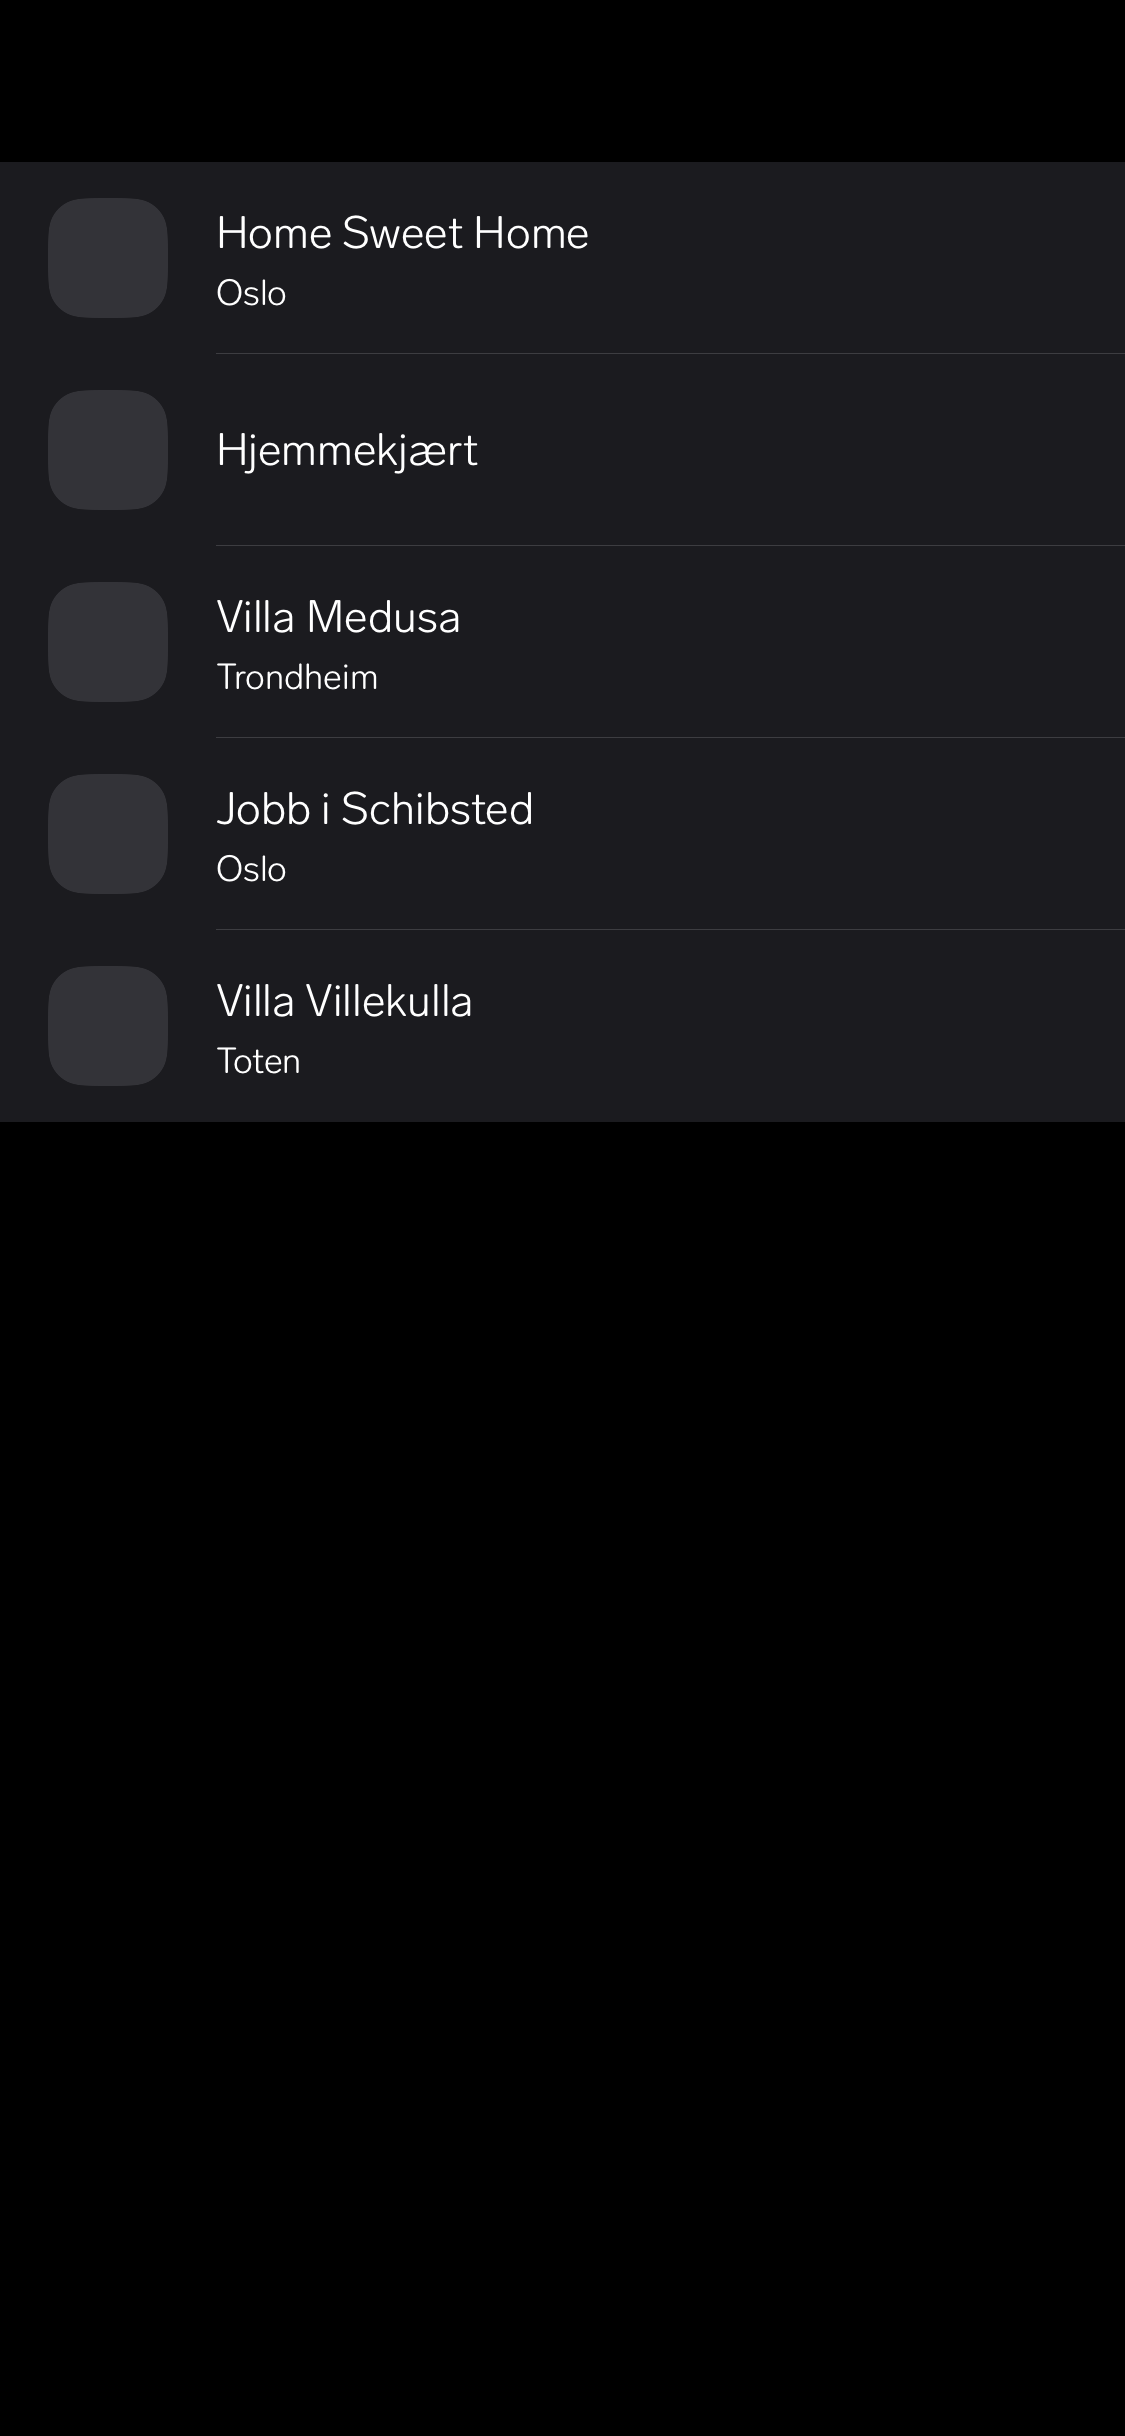 Home Sweet Home
Oslo
Hjemmekjært
Villa Medusa
Trondheim
Jobb i Schibsted
Oslo
Villa Villekulla
Toten